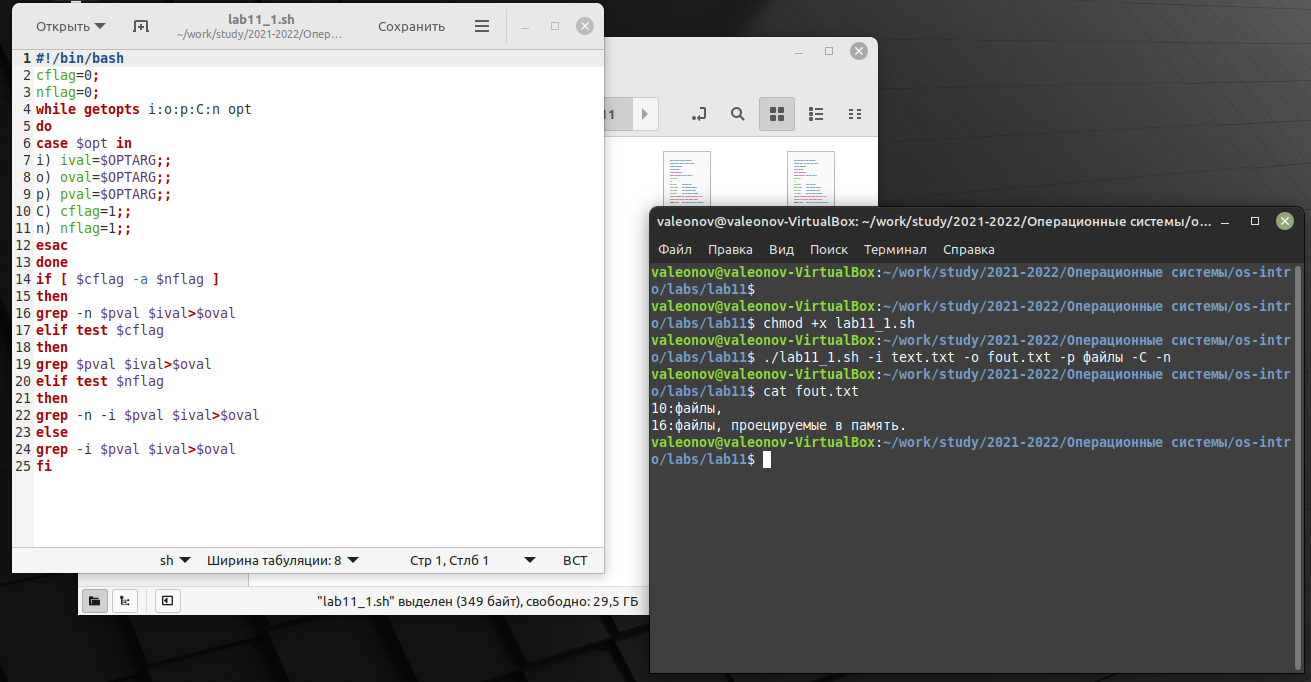 Открыть
lab11_1.sh
~/work/study/2021-2022/Опер…
Сохранить
1 #!/bin/bash
2 cflag=0;
3 nflag=0;
4 while getopts i:o:p:C:n opt
5 do
6 case $opt in
7 i) ival=$OPTARG;;
8 o) oval=$OPTARG;;
9 p) pval=$OPTARG;;
10 C) cflag=1;;
11 n) nflag=1;;
12 esac
13 done
14 if [ $cflag -a $nflag ]
15 then
16 grep -n $pval $ival>$oval
17 elif test $cflag
18 then
19 grep $pval $ival>$oval
20 elif test $nflag
21 then
22 grep -n -i $pval $ival>$oval
23 else
24 grep -i $pval $ival>$oval
25 fi
sh
Ширина табуляции: 8
Стр 1, Стлб 1
ВСТ
11
"lab11_1.sh" выделен (349 байт), свободно: 29,5 ГБ
valeonov@valeonov-VirtualBox: ~/work/study/2021-2022/Операционные системы/o…
Файл Правка Вид Поиск Терминал Справка
valeonov@valeonov-VirtualBox:~/work/study/2021-2022/Операционные системы/os-intr
o/labs/lab11$
valeonov@valeonov-VirtualBox:~/work/study/2021-2022/Операционные системы/os-intr
o/labs/lab11$ chmod +x lab11_1.sh
valeonov@valeonov-VirtualBox:~/work/study/2021-2022/Операционные системы/os-intr
o/labs/lab11$ ./lab11_1.sh -i text.txt -o fout.txt -p файлы -C -n
valeonov@valeonov-VirtualBox:~/work/study/2021-2022/Операционные системы/os-intr
o/labs/lab11$ cat fout.txt
10:файлы,
16:файлы, проецируемые в память.
valeonov@valeonov-VirtualBox:~/work/study/2021-2022/Операционные системы/os-intr
o/labs/lab11$